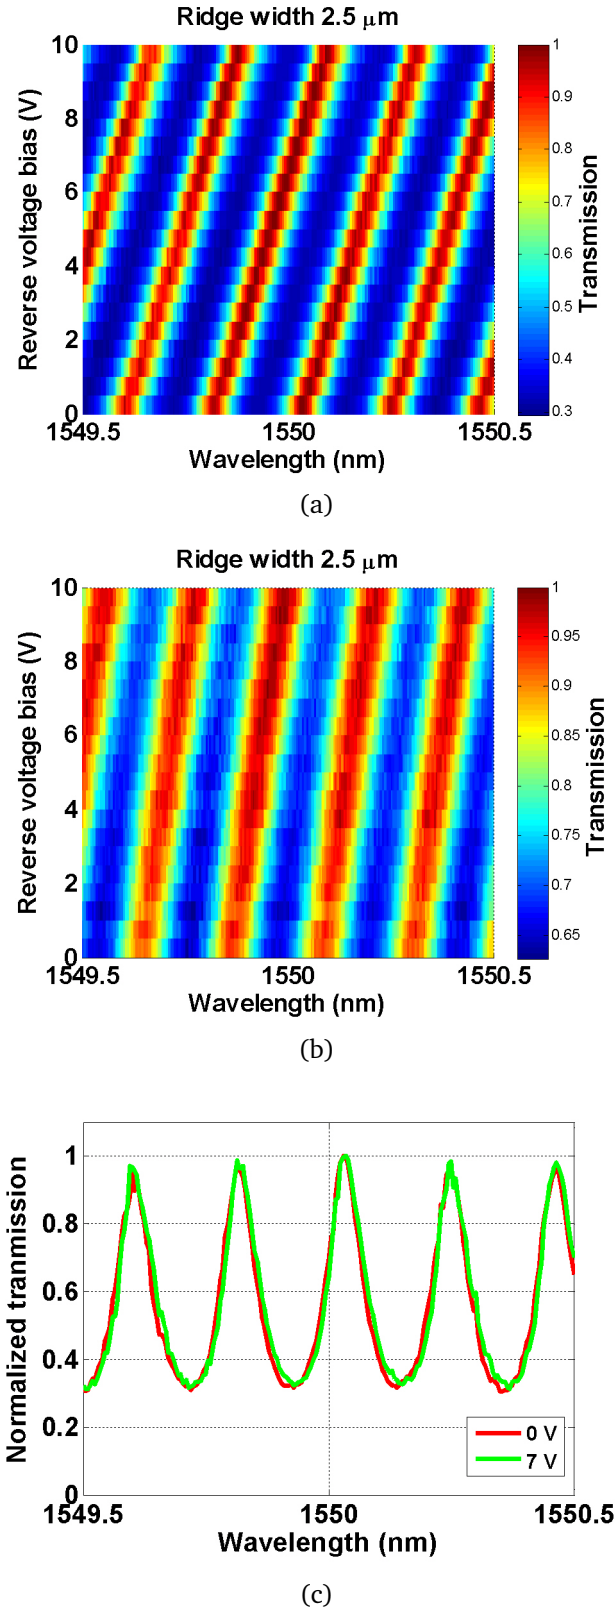 Ridge width 2.5 μm
Reverse voltage bias (V)
10
8
6
4
2
0
1549.5
1550
1550.5
Wavelength (nm)
1
0.9
0.8
0.7
0.6
0.5
0.4
0.3
Transmission
(a)
Ridge width 2.5 μm
Reverse voltage bias (V)
10
8
6
4
2
0
1549.5
1550
1550.5
Wavelength (nm)
1
0.95
0.9
0.85
0.8
0.75
0.7
0.65
Transmission
(b)
Normalized tranmission
1
0.8
0.6
0.4
0.2
0
0 V
7 V
1549.5
1550
1550.5
Wavelength (nm)
(c)